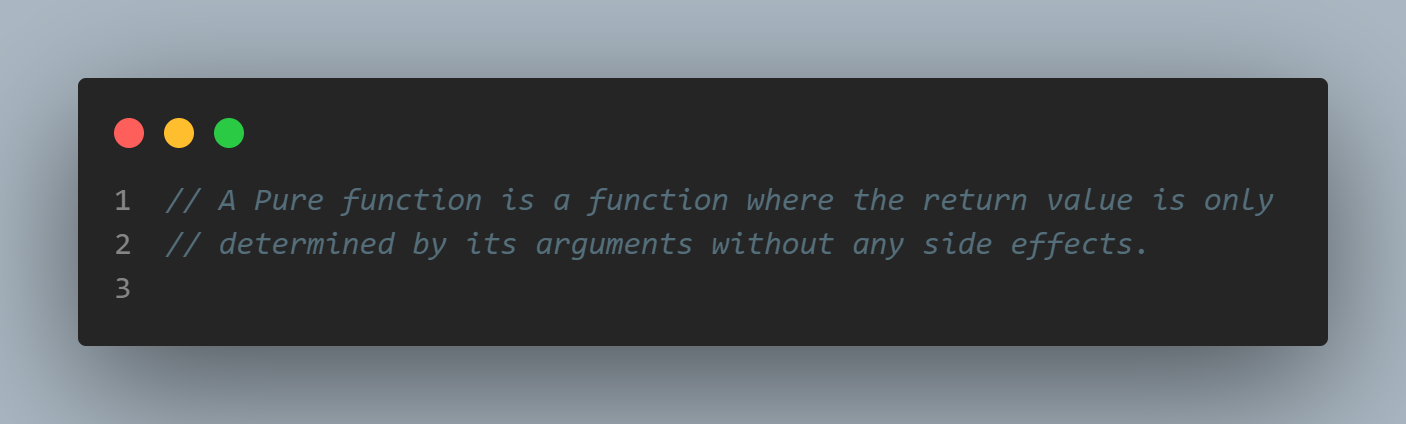 1 // A Pure function is a function where the return value is only
2 // determined by its arguments without any side effects.
3